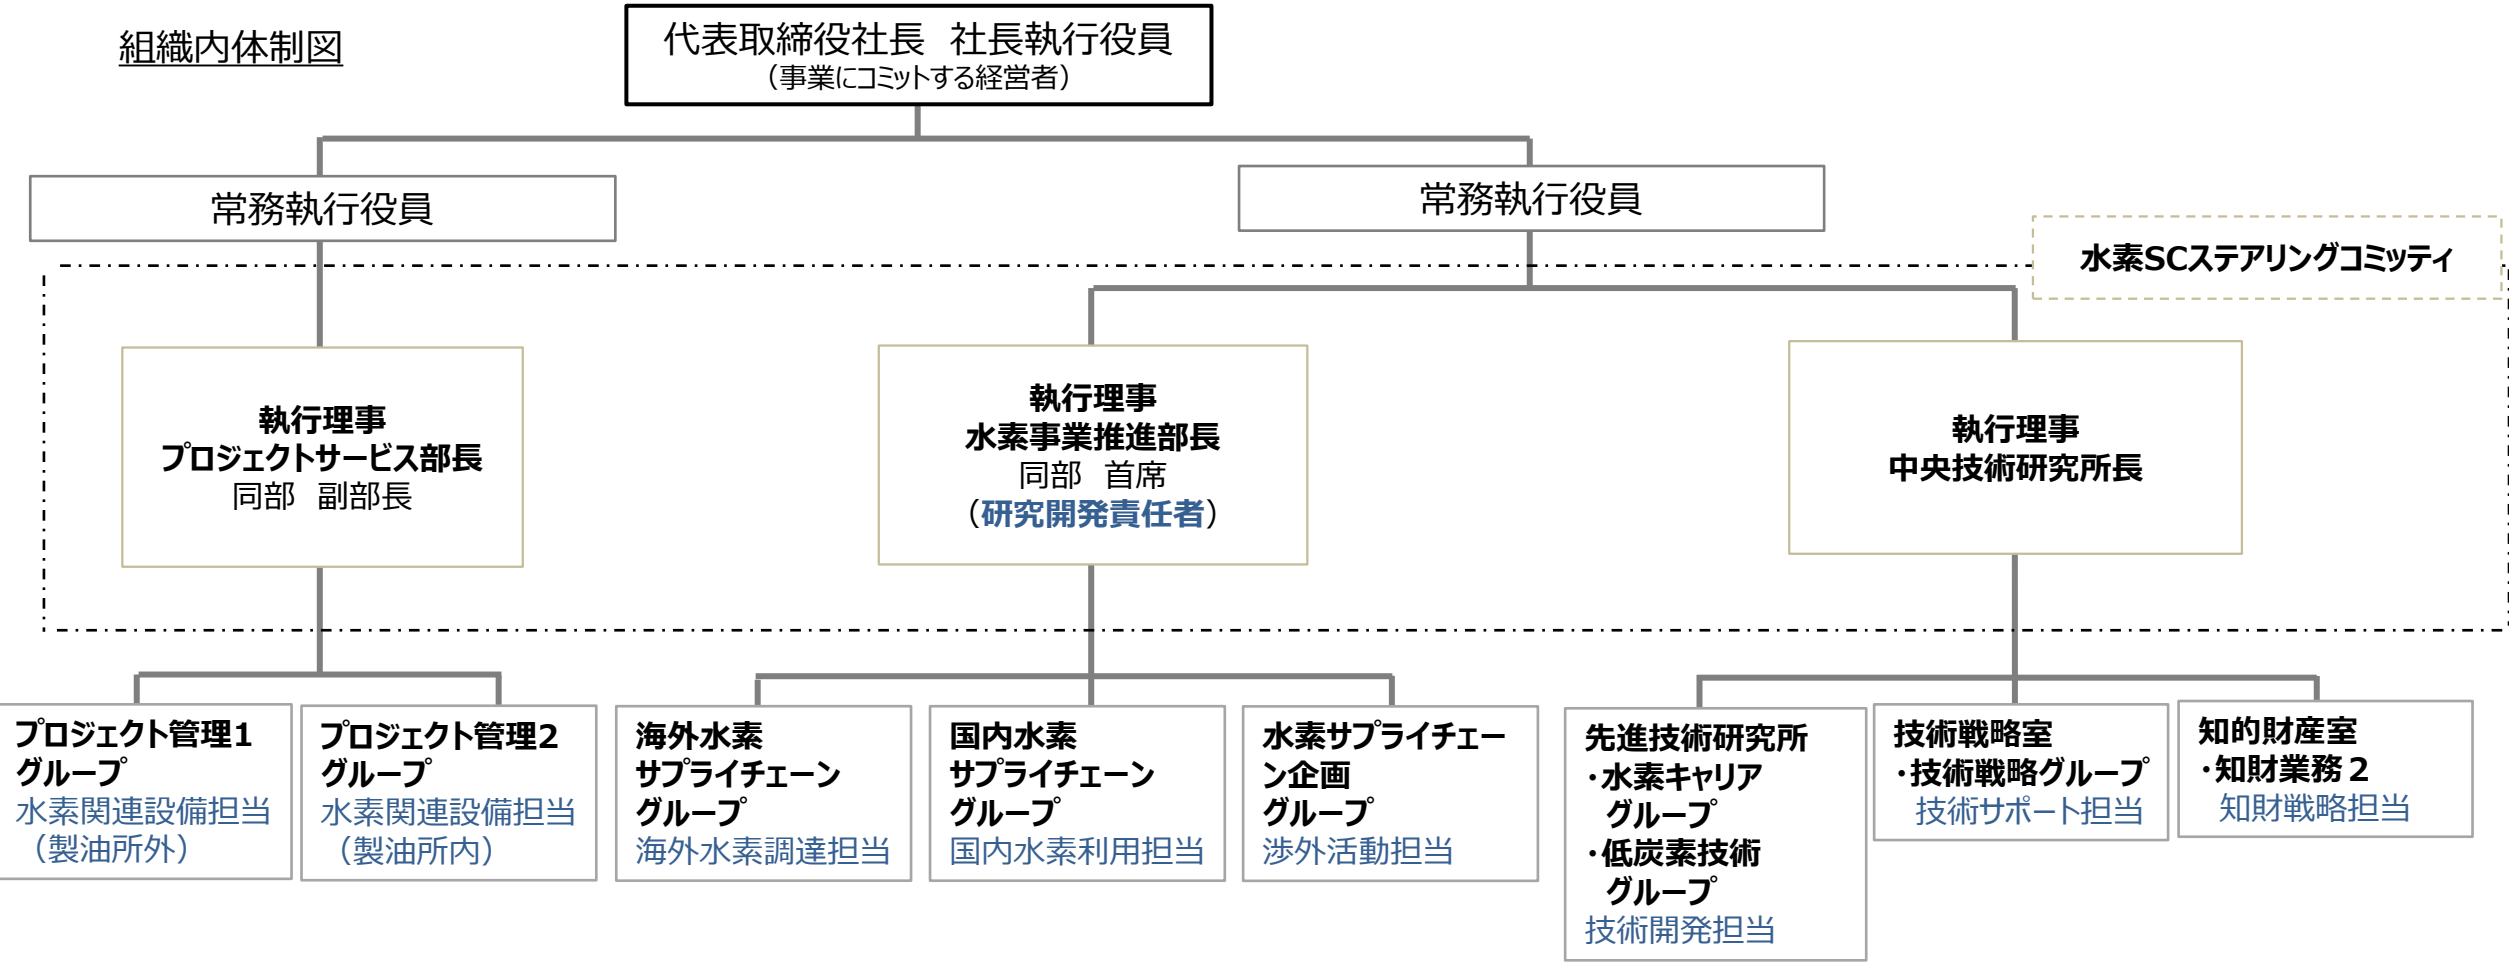 組織内体制図
代表取締役社長　社長執行役員
（事業にコミットする経営者）
常務執行役員
常務執行役員
水素SCステアリングコミッティ
執行理事
プロジェクトサービス部長
同部　副部長
執行理事
水素事業推進部長
同部　首席
（研究開発責任者）
執行理事
中央技術研究所長
プロジェクト管理1
グループ
水素関連設備担当
（製油所外）
プロジェクト管理2
グループ
水素関連設備担当
（製油所内）
海外水素
サプライチェーン
グループ
海外水素調達担当
国内水素
サプライチェーン
グループ
国内水素利用担当
水素サプライチェー
ン企画
グループ
渉外活動担当
先進技術研究所
・水素キャリア
グループ
・低炭素技術
グループ
技術開発担当
技術戦略室
・技術戦略グループ
技術サポート担当
知的財産室
・知財業務２
知財戦略担当